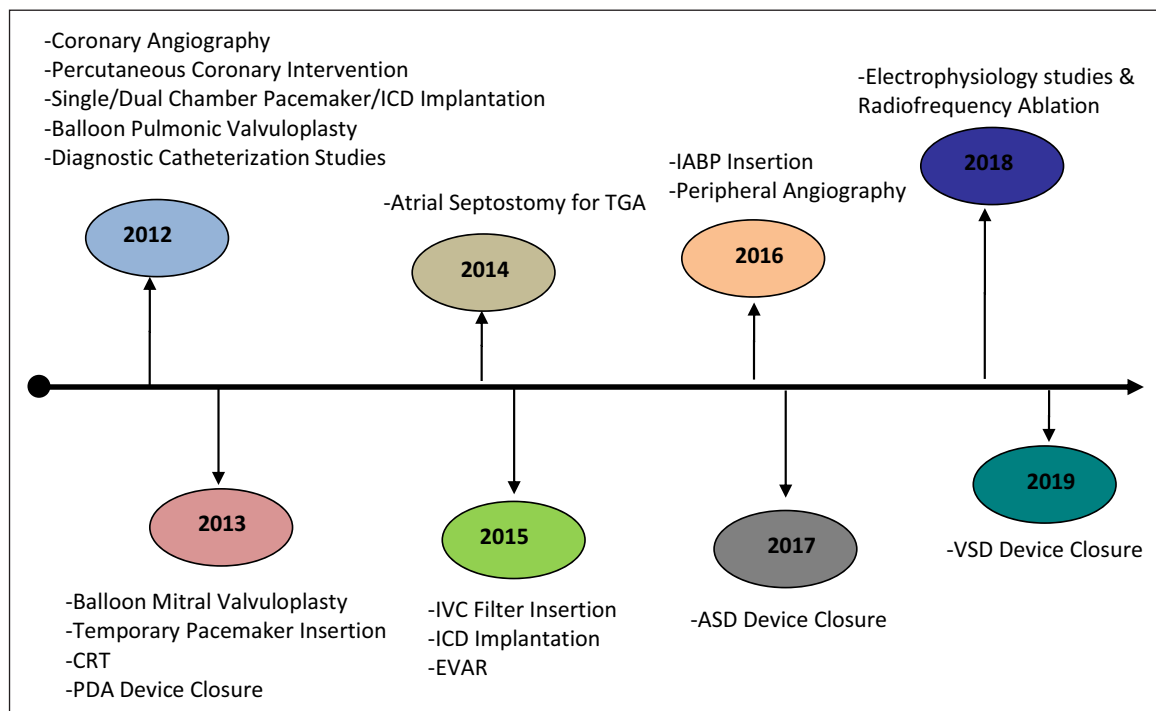 -Coronary Angiography
-Percutaneous Coronary Intervention
-Single/Dual Chamber Pacemaker/ICD Implantation
-Balloon Pulmonic Valvuloplasty
-Diagnostic Catheterization Studies
2012
-Atrial Septostomy for TGA
2014
-IABP Insertion
-Peripheral Angiography
2016
-Electrophysiology studies &
Radiofrequency Ablation
2018
2013
-Balloon Mitral Valvuloplasty
-Temporary Pacemaker Insertion
-CRT
-PDA Device Closure
2015
-IVC Filter Insertion
-ICD Implantation
-EVAR
2017
-ASD Device Closure
2019
-VSD Device Closure